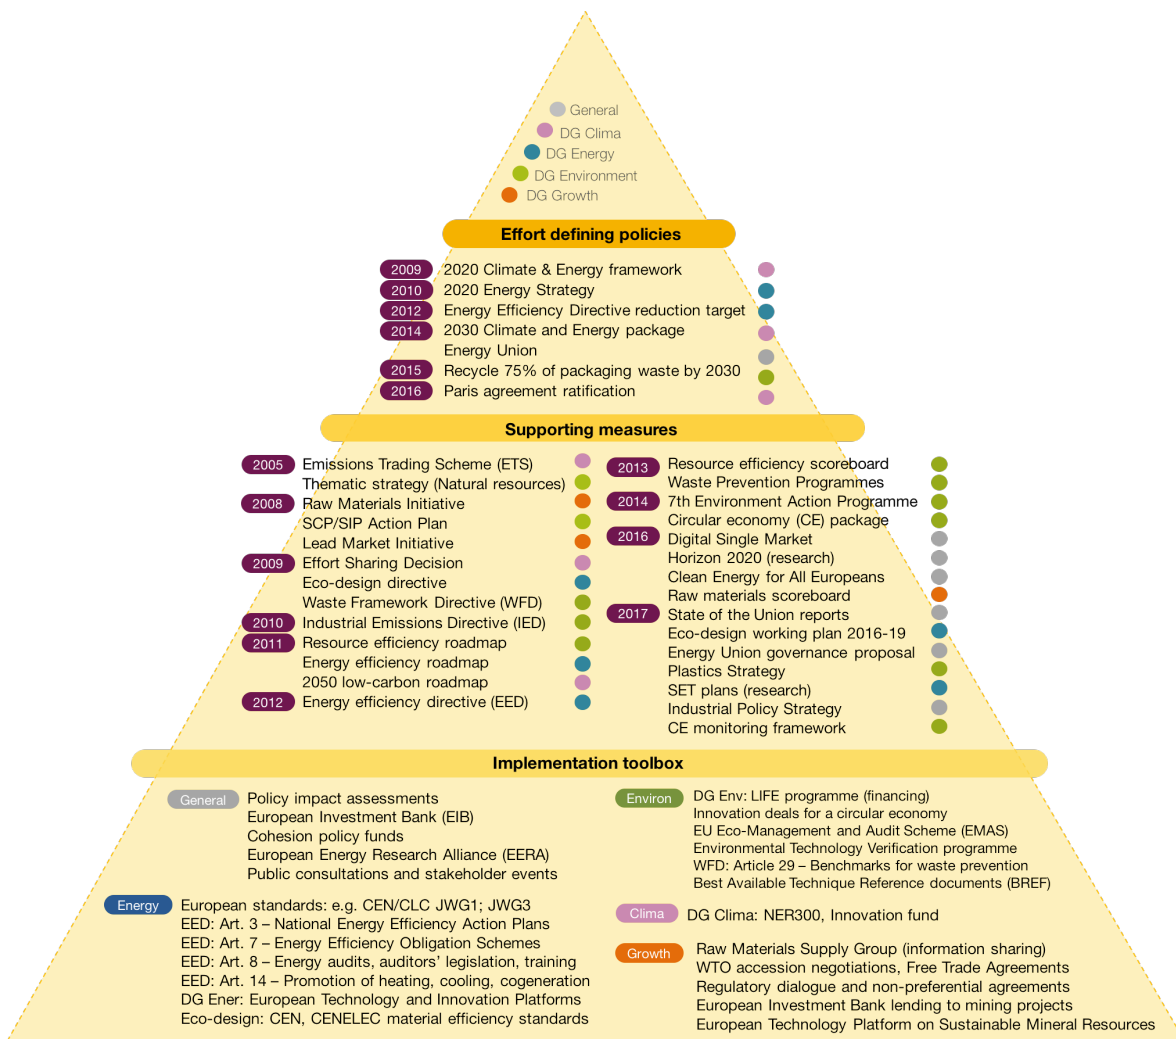 General
DG Clima
DG Energy
DG Environment
DG Growth
Effort defining policies
2009 2020 Climate & Energy framework
2010 2020 Energy Strategy
2012 Energy Efficiency Directive reduction target
2014 2030 Climate and Energy package
Energy Union
2015 Recycle 75% of packaging waste by 2030
2016 Paris agreement ratification
Supporting measures
2005 Emissions Trading Scheme (ETS)
Thematic strategy (Natural resources)
2008 Raw Materials Initiative
SCP/SIP Action Plan
Lead Market Initiative
2009 Effort Sharing Decision
Eco-design directive
Waste Framework Directive (WFD)
2010 Industrial Emissions Directive (IED)
2011 Resource efficiency roadmap
Energy efficiency roadmap
2050 low-carbon roadmap
2012 Energy efficiency directive (EED)
2013 Resource efficiency scoreboard
Waste Prevention Programmes
2014 7th Environment Action Programme
Circular economy (CE) package
2016 Digital Single Market
Horizon 2020 (research)
Clean Energy for All Europeans
Raw materials scoreboard
2017 State of the Union reports
Eco-design working plan 2016-19
Energy Union governance proposal
Plastics Strategy
SET plans (research)
Industrial Policy Strategy
CE monitoring framework
Implementation toolbox
General Policy impact assessments
European Investment Bank (EIB)
Cohesion policy funds
European Energy Research Alliance (EERA)
Public consultations and stakeholder events
Energy European standards: e.g. CEN/CLC JWG1; JWG3
EED: Art. 3 – National Energy Efficiency Action Plans
EED: Art. 7 – Energy Efficiency Obligation Schemes
EED: Art. 8 – Energy audits, auditors’ legislation, training
EED: Art. 14 – Promotion of heating, cooling, cogeneration
DG Ener: European Technology and Innovation Platforms
Eco-design: CEN, CENELEC material efficiency standards
Environ DG Env: LIFE programme (financing)
Innovation deals for a circular economy
EU Eco-Management and Audit Scheme (EMAS)
Environmental Technology Verification programme
WFD: Article 29 – Benchmarks for waste prevention
Best Available Technique Reference documents (BREF)
Clima DG Clima: NER300, Innovation fund
Growth Raw Materials Supply Group (information sharing)
WTO accession negotiations, Free Trade Agreements
Regulatory dialogue and non-preferential agreements
European Investment Bank lending to mining projects
European Technology Platform on Sustainable Mineral Resources